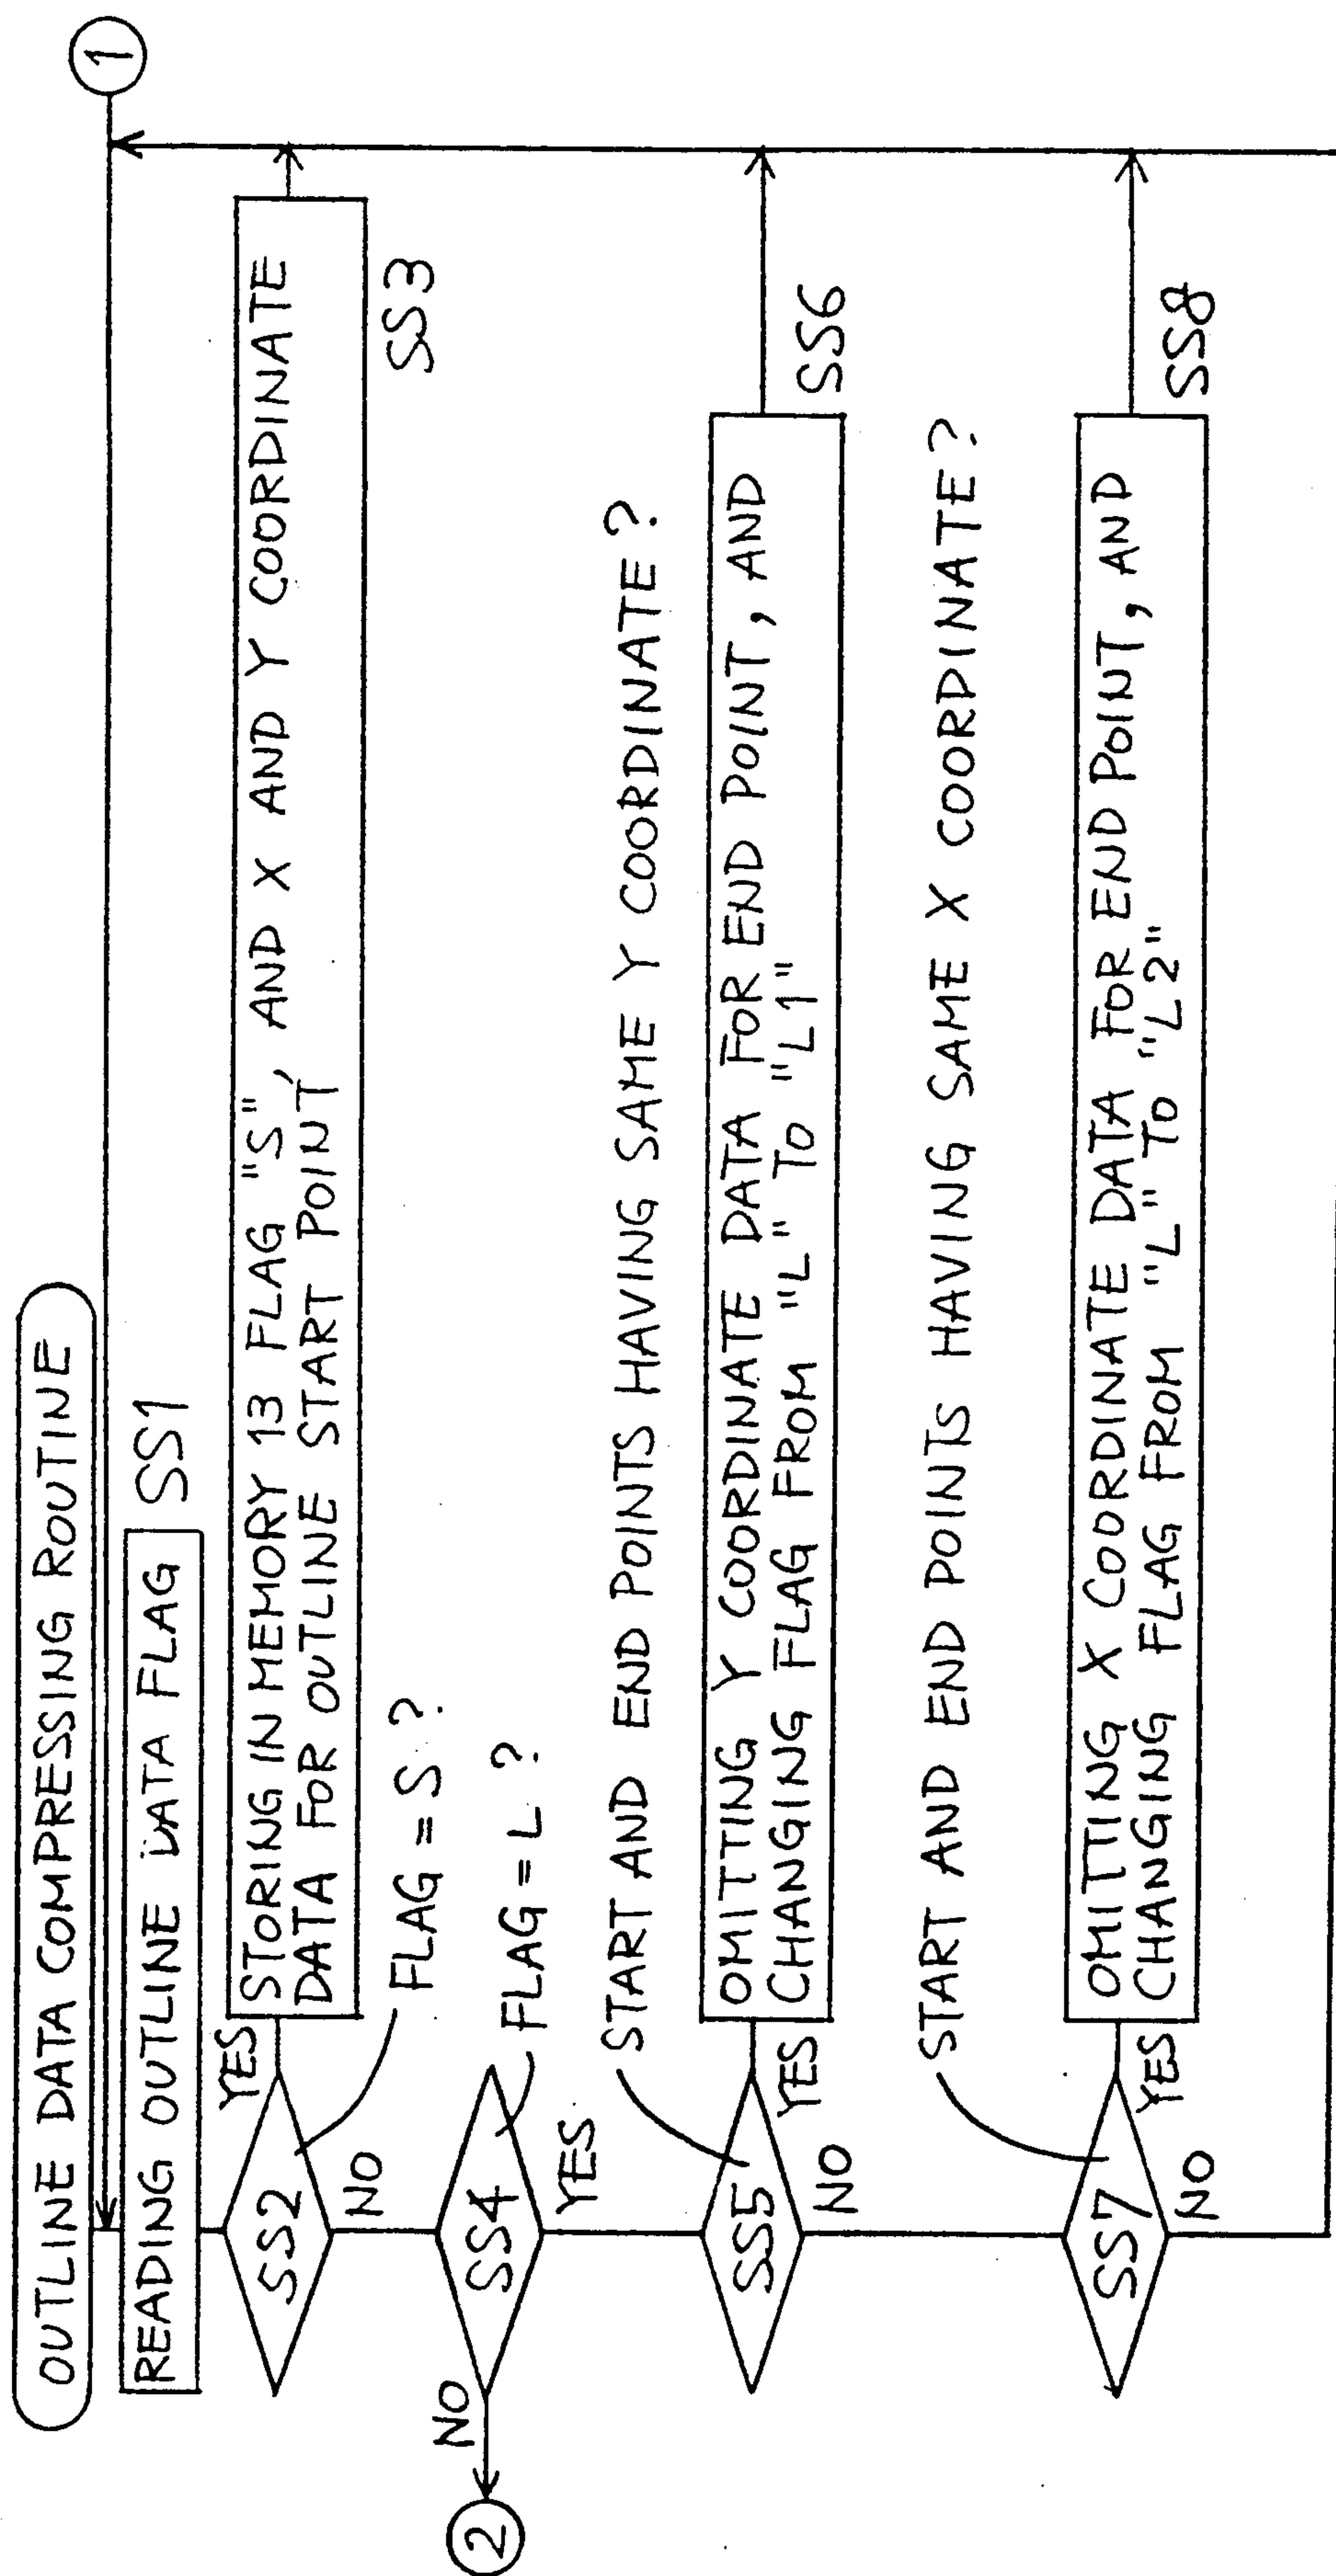 OUTLINE DATA COMPRESSING ROUTINE
1
READING OUTLINE DATA FLAG
SS1
SS2
YES
STORING IN MEMORY 13 FLAG "S", AND X AND Y COORDINATE
DATA FOR OUTLINE START POINT
SS3
FLAG = S ?
NO
SS4
FLAG = L ?
NO
2
YES
START AND END POINTS HAVING SAME Y COORDINATE ?
SS5
YES
OMITTING Y COORDINATE DATA FOR END POINT, AND
CHANGING FLAG FROM "L" TO "L1"
SS6
NO
START AND END POINTS HAVING SAME X COORDINATE ?
SS7
YES
OMITTING X COORDINATE DATA FOR END POINT, AND
CHANGING FLAG FROM "L" TO "L2"
SS8
NO